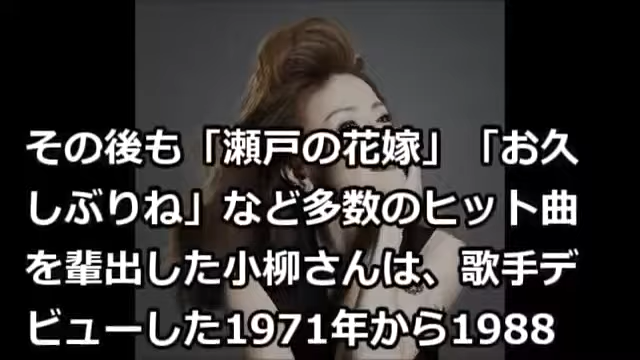 その後も「瀬戸の花嫁」「お久
しぶりね」など多数のヒット曲
を輩出した小柳さんは、歌手デ
ビューした1971年から1988